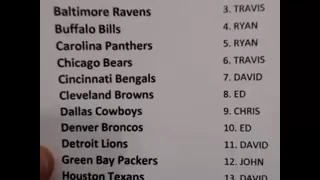 Baltimore Ravens 3. TRAVIS
Buffalo Bills 4. RYAN
Carolina Panthers 5. RYAN
Chicago Bears 6. TRAVIS
Cincinnati Bengals 7. DAVID
Cleveland Browns 8. ED
Dallas Cowboys 9. CHRIS
Denver Broncos 10. ED
Detroit Lions 11. DAVID
Green Bay Packers 12. JOHN
Houston Texans 13. DAVID